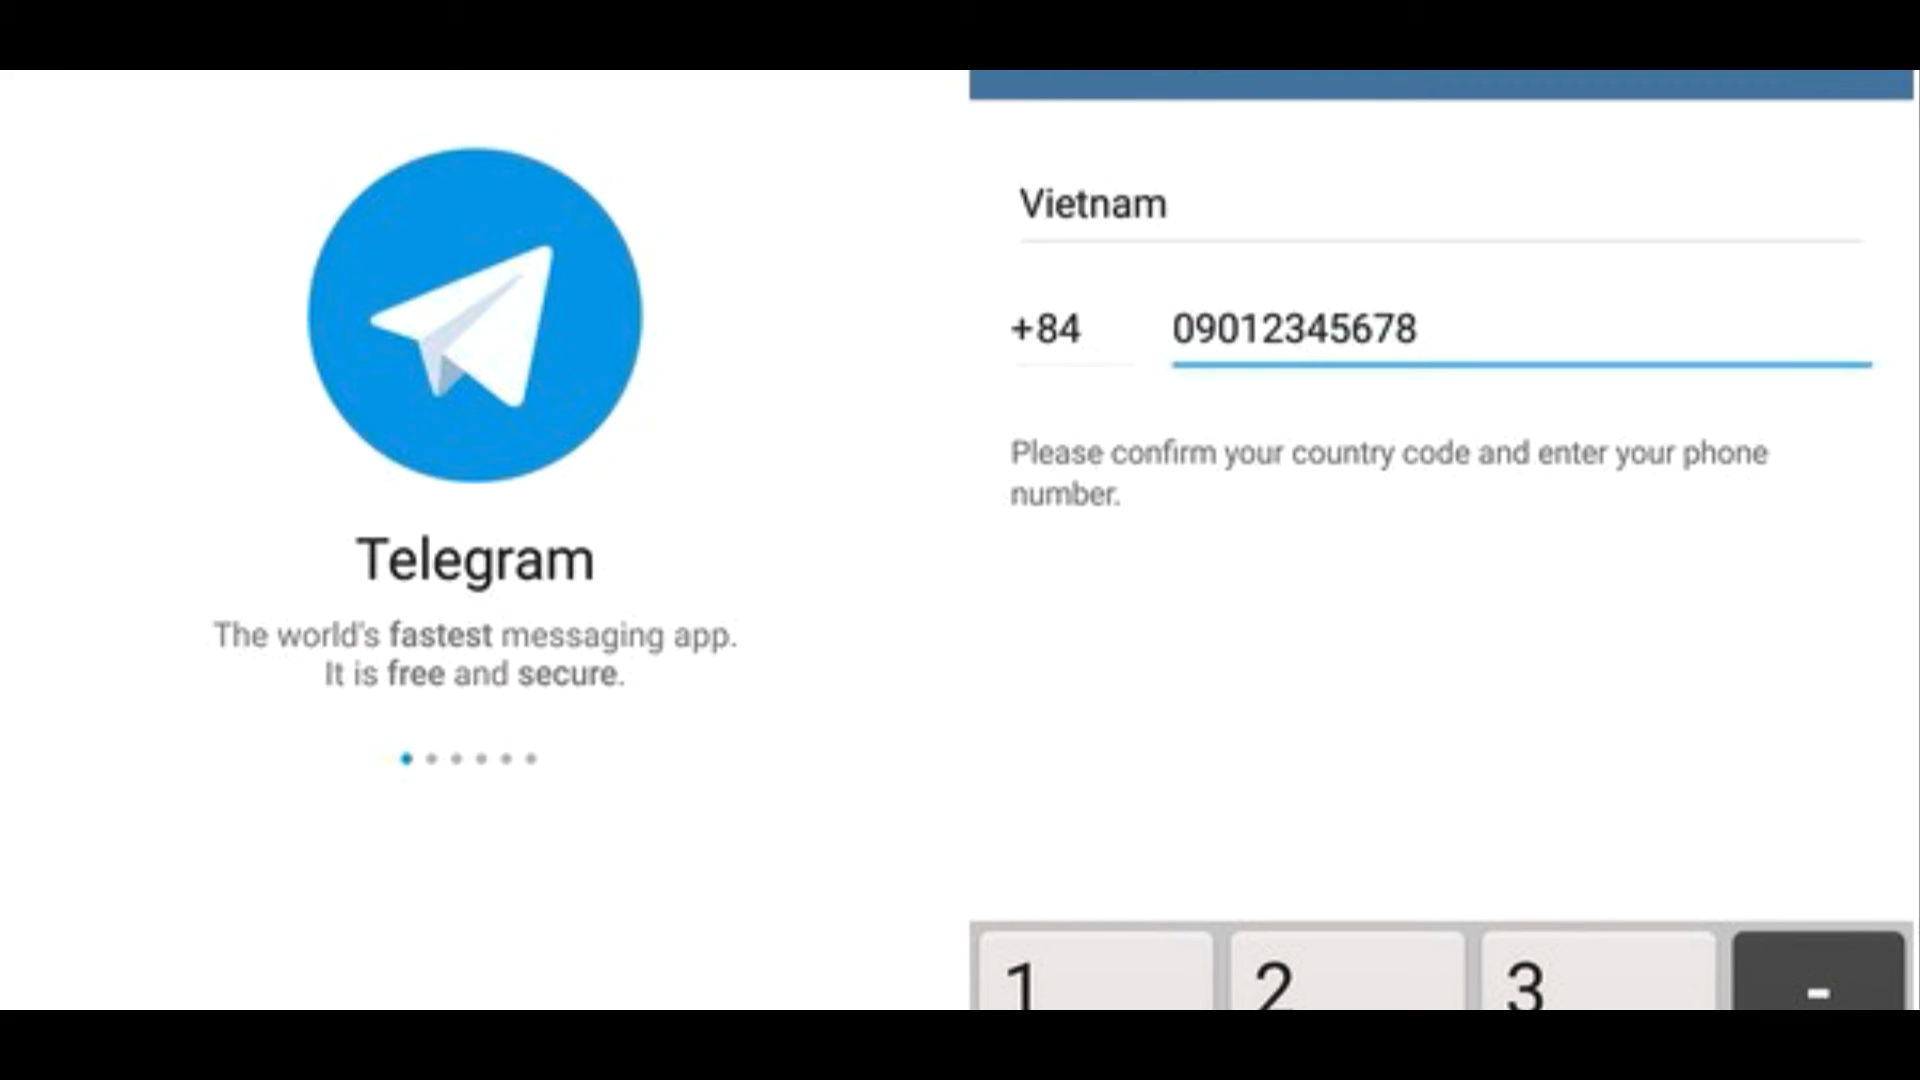 Telegram
The world's fastest messaging app.
It is free and secure.
Vietnam
+84 09012345678
Please confirm your country code and enter your phone
number.
1 2 3 -